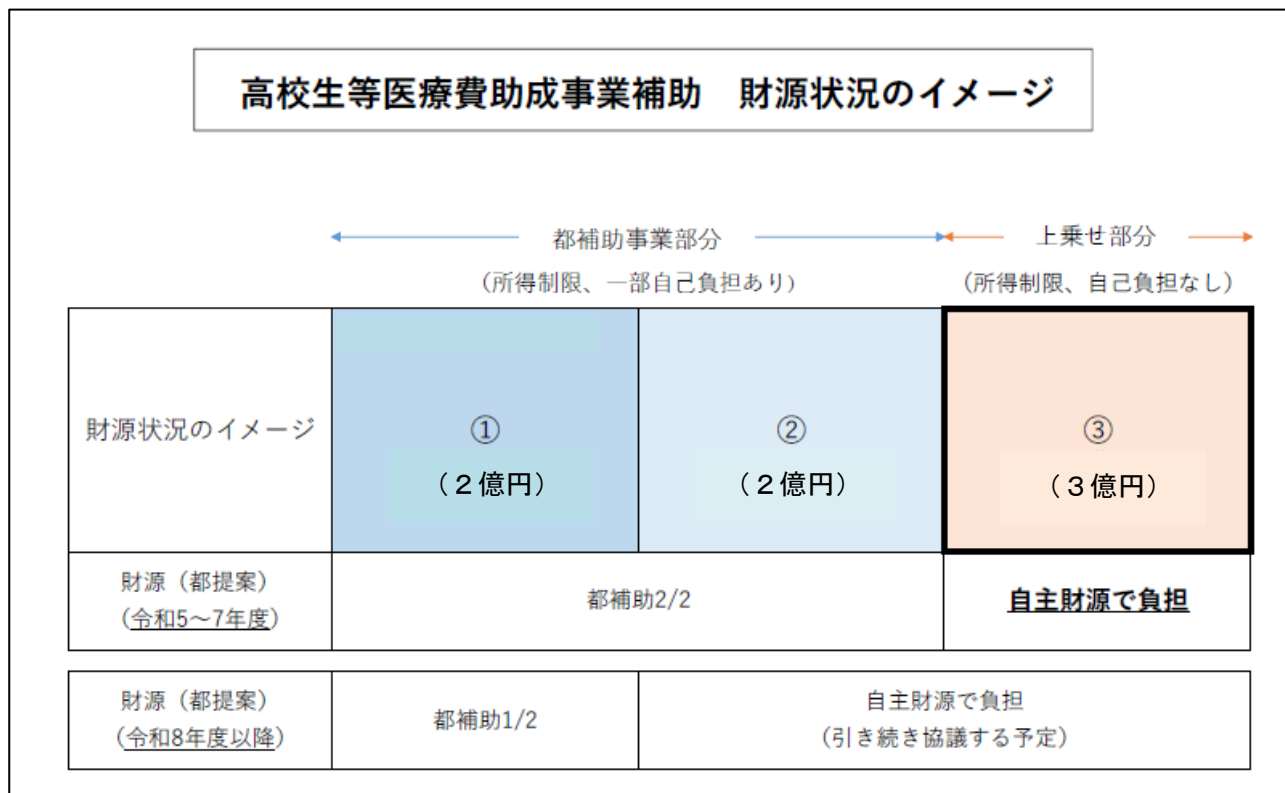 高校生等医療費助成事業補助　財源状況のイメージ
都補助事業部分
上乗せ部分
（所得制限、一部自己負担あり）
（所得制限、自己負担なし）
財源状況のイメージ
①
（２億円）
②
（２億円）
③
（３億円）
財源（都提案）
（令和5～7年度）
都補助2/2
自主財源で負担
財源（都提案）
（令和8年度以降）
都補助1/2
自主財源で負担
（引き続き協議する予定）